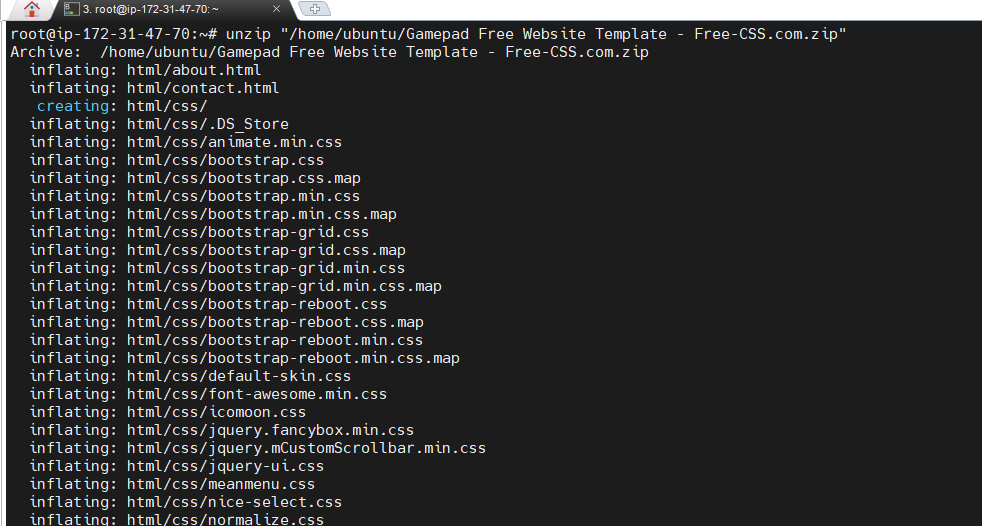 3. root@ip-172-31-47-70: ~
root@ip-172-31-47-70:~# unzip "/home/ubuntu/Gamepad Free Website Template - Free-CSS.com.zip"
Archive:  /home/ubuntu/Gamepad Free Website Template - Free-CSS.com.zip
  inflating: html/about.html
  inflating: html/contact.html
   creating: html/css/
  inflating: html/css/.DS_Store
  inflating: html/css/animate.min.css
  inflating: html/css/bootstrap.css
  inflating: html/css/bootstrap.css.map
  inflating: html/css/bootstrap.min.css
  inflating: html/css/bootstrap.min.css.map
  inflating: html/css/bootstrap-grid.css
  inflating: html/css/bootstrap-grid.css.map
  inflating: html/css/bootstrap-grid.min.css
  inflating: html/css/bootstrap-grid.min.css.map
  inflating: html/css/bootstrap-reboot.css
  inflating: html/css/bootstrap-reboot.css.map
  inflating: html/css/bootstrap-reboot.min.css
  inflating: html/css/bootstrap-reboot.min.css.map
  inflating: html/css/default-skin.css
  inflating: html/css/font-awesome.min.css
  inflating: html/css/icomoon.css
  inflating: html/css/jquery.fancybox.min.css
  inflating: html/css/jquery.mCustomScrollbar.min.css
  inflating: html/css/jquery-ui.css
  inflating: html/css/meanmenu.css
  inflating: html/css/nice-select.css
  inflating: html/css/normalize.css